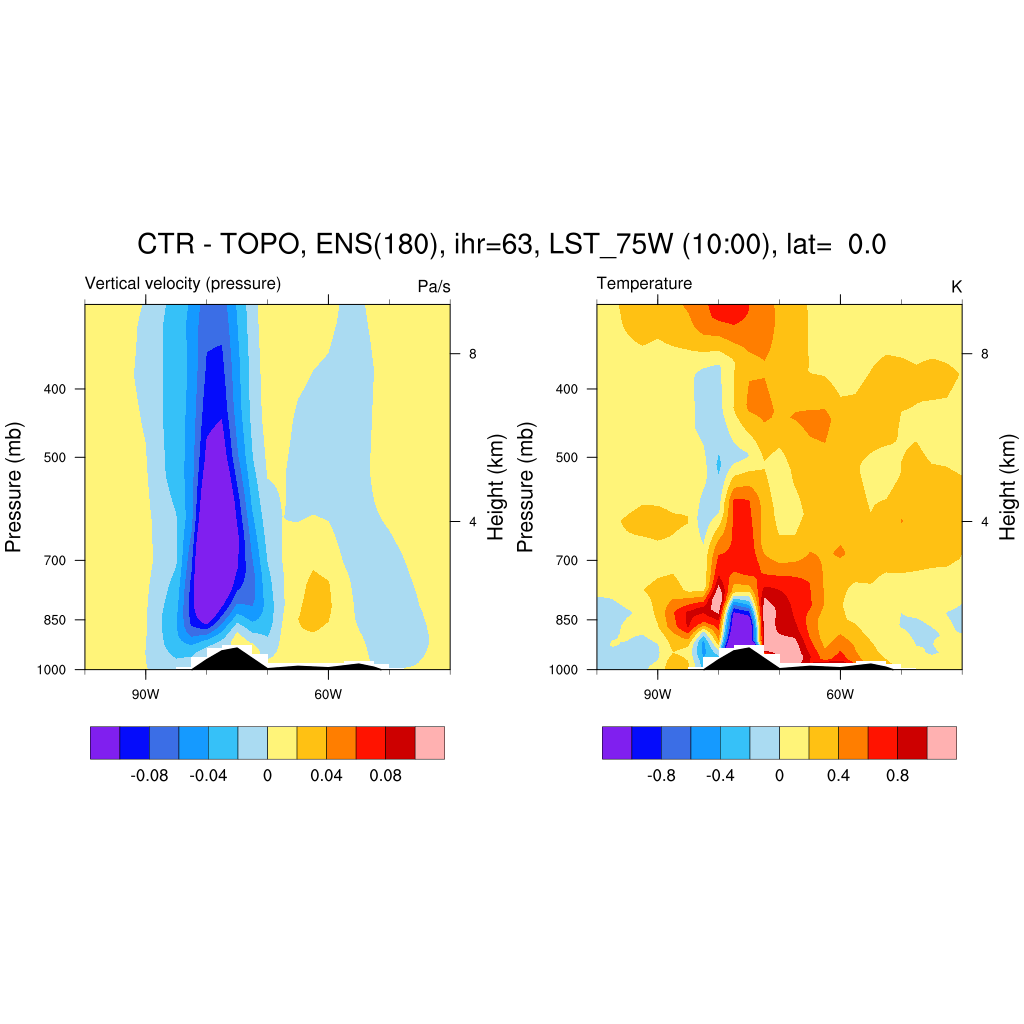 CTR - TOPO, ENS(180), ihr=63, LST_75W (10:00), lat=  0.0
Vertical velocity (pressure) Pa/s
Pressure (mb)
400
500
700
850
1000
8
4
Height (km)
90W 60W
-0.08 -0.04 0 0.04 0.08
Temperature K
Pressure (mb)
400
500
700
850
1000
8
4
Height (km)
90W 60W
-0.8 -0.4 0 0.4 0.8